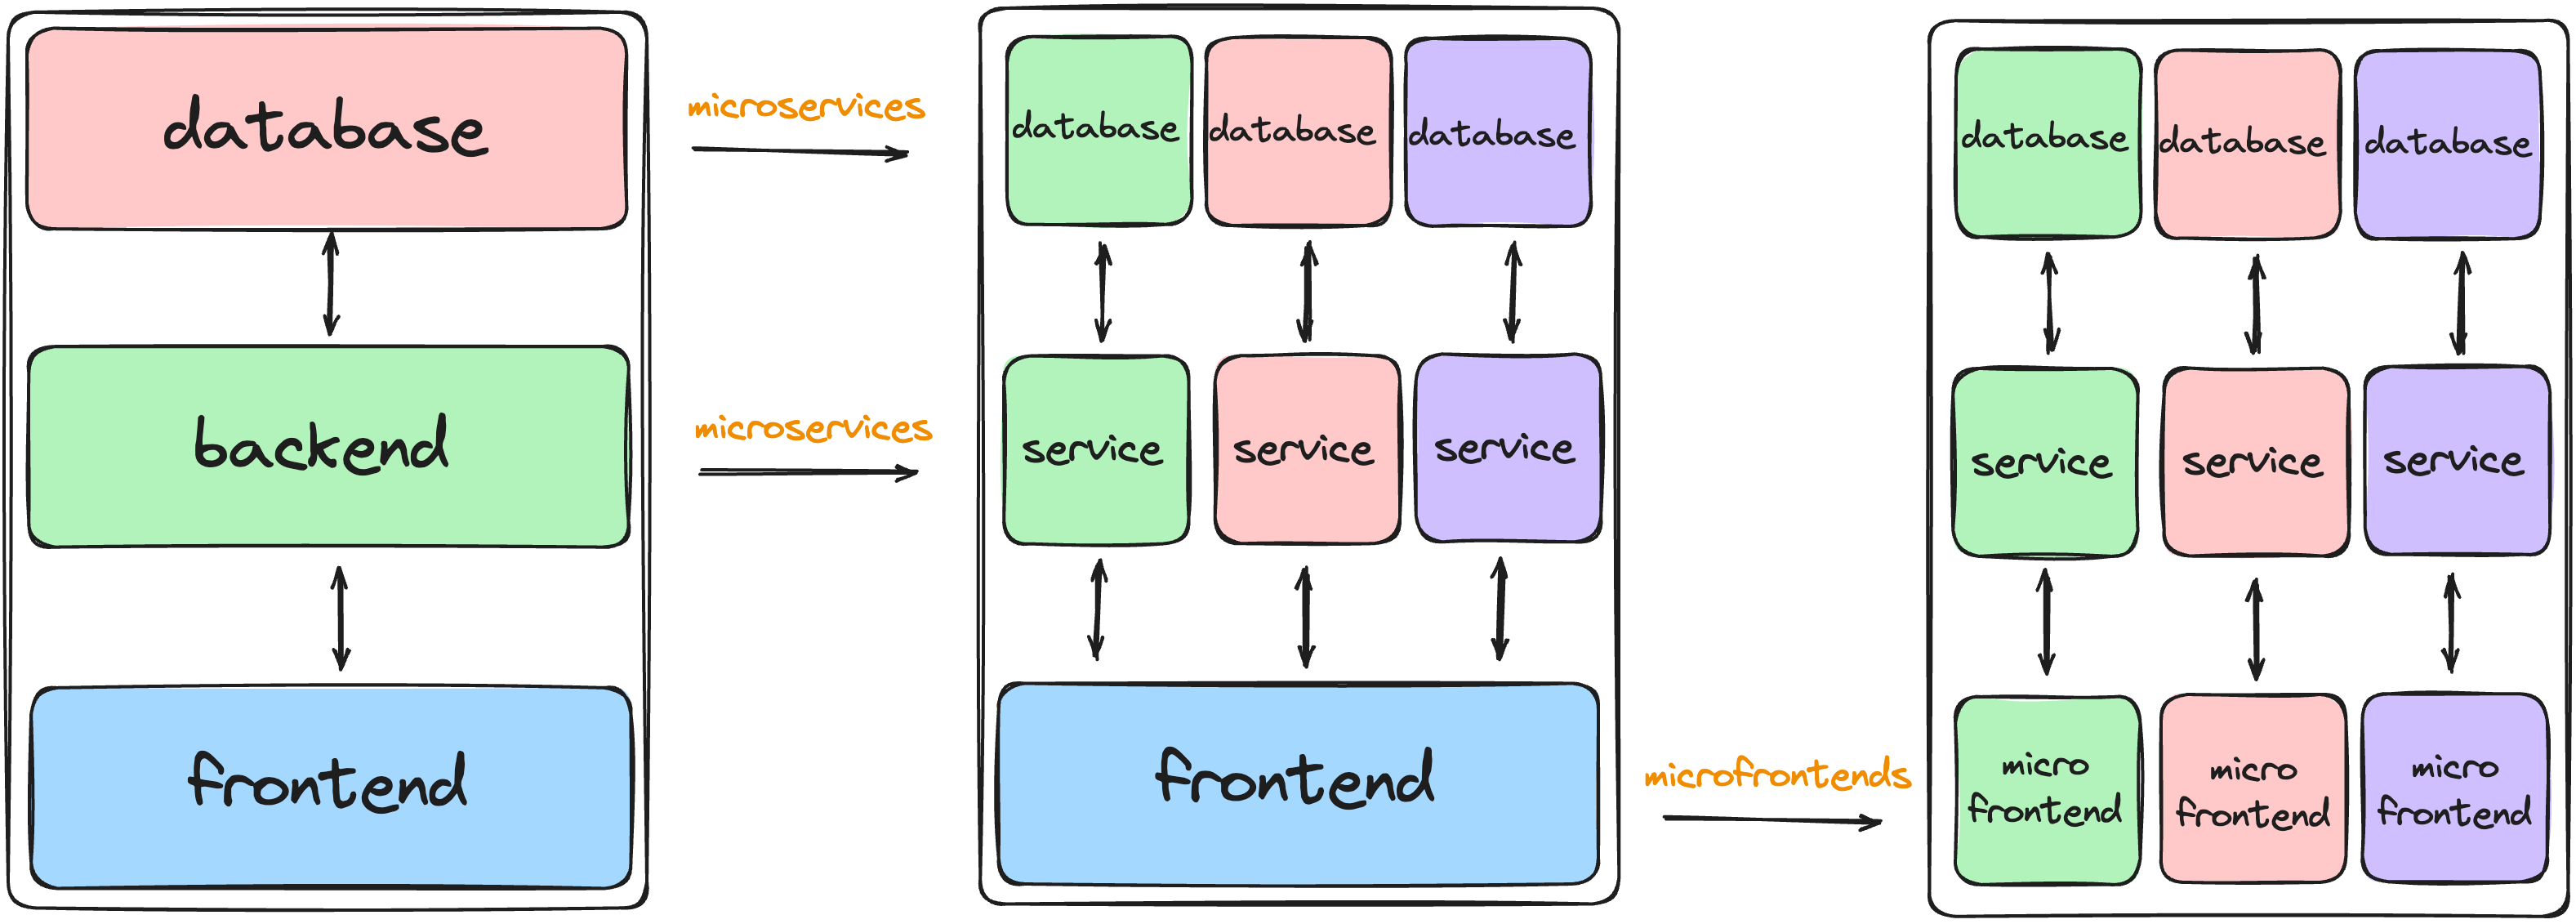 database
backend
frontend
microservices
microservices
database database database
service service service
frontend
microfrontends
database database database
service service service
micro
frontend
micro
frontend
micro
frontend